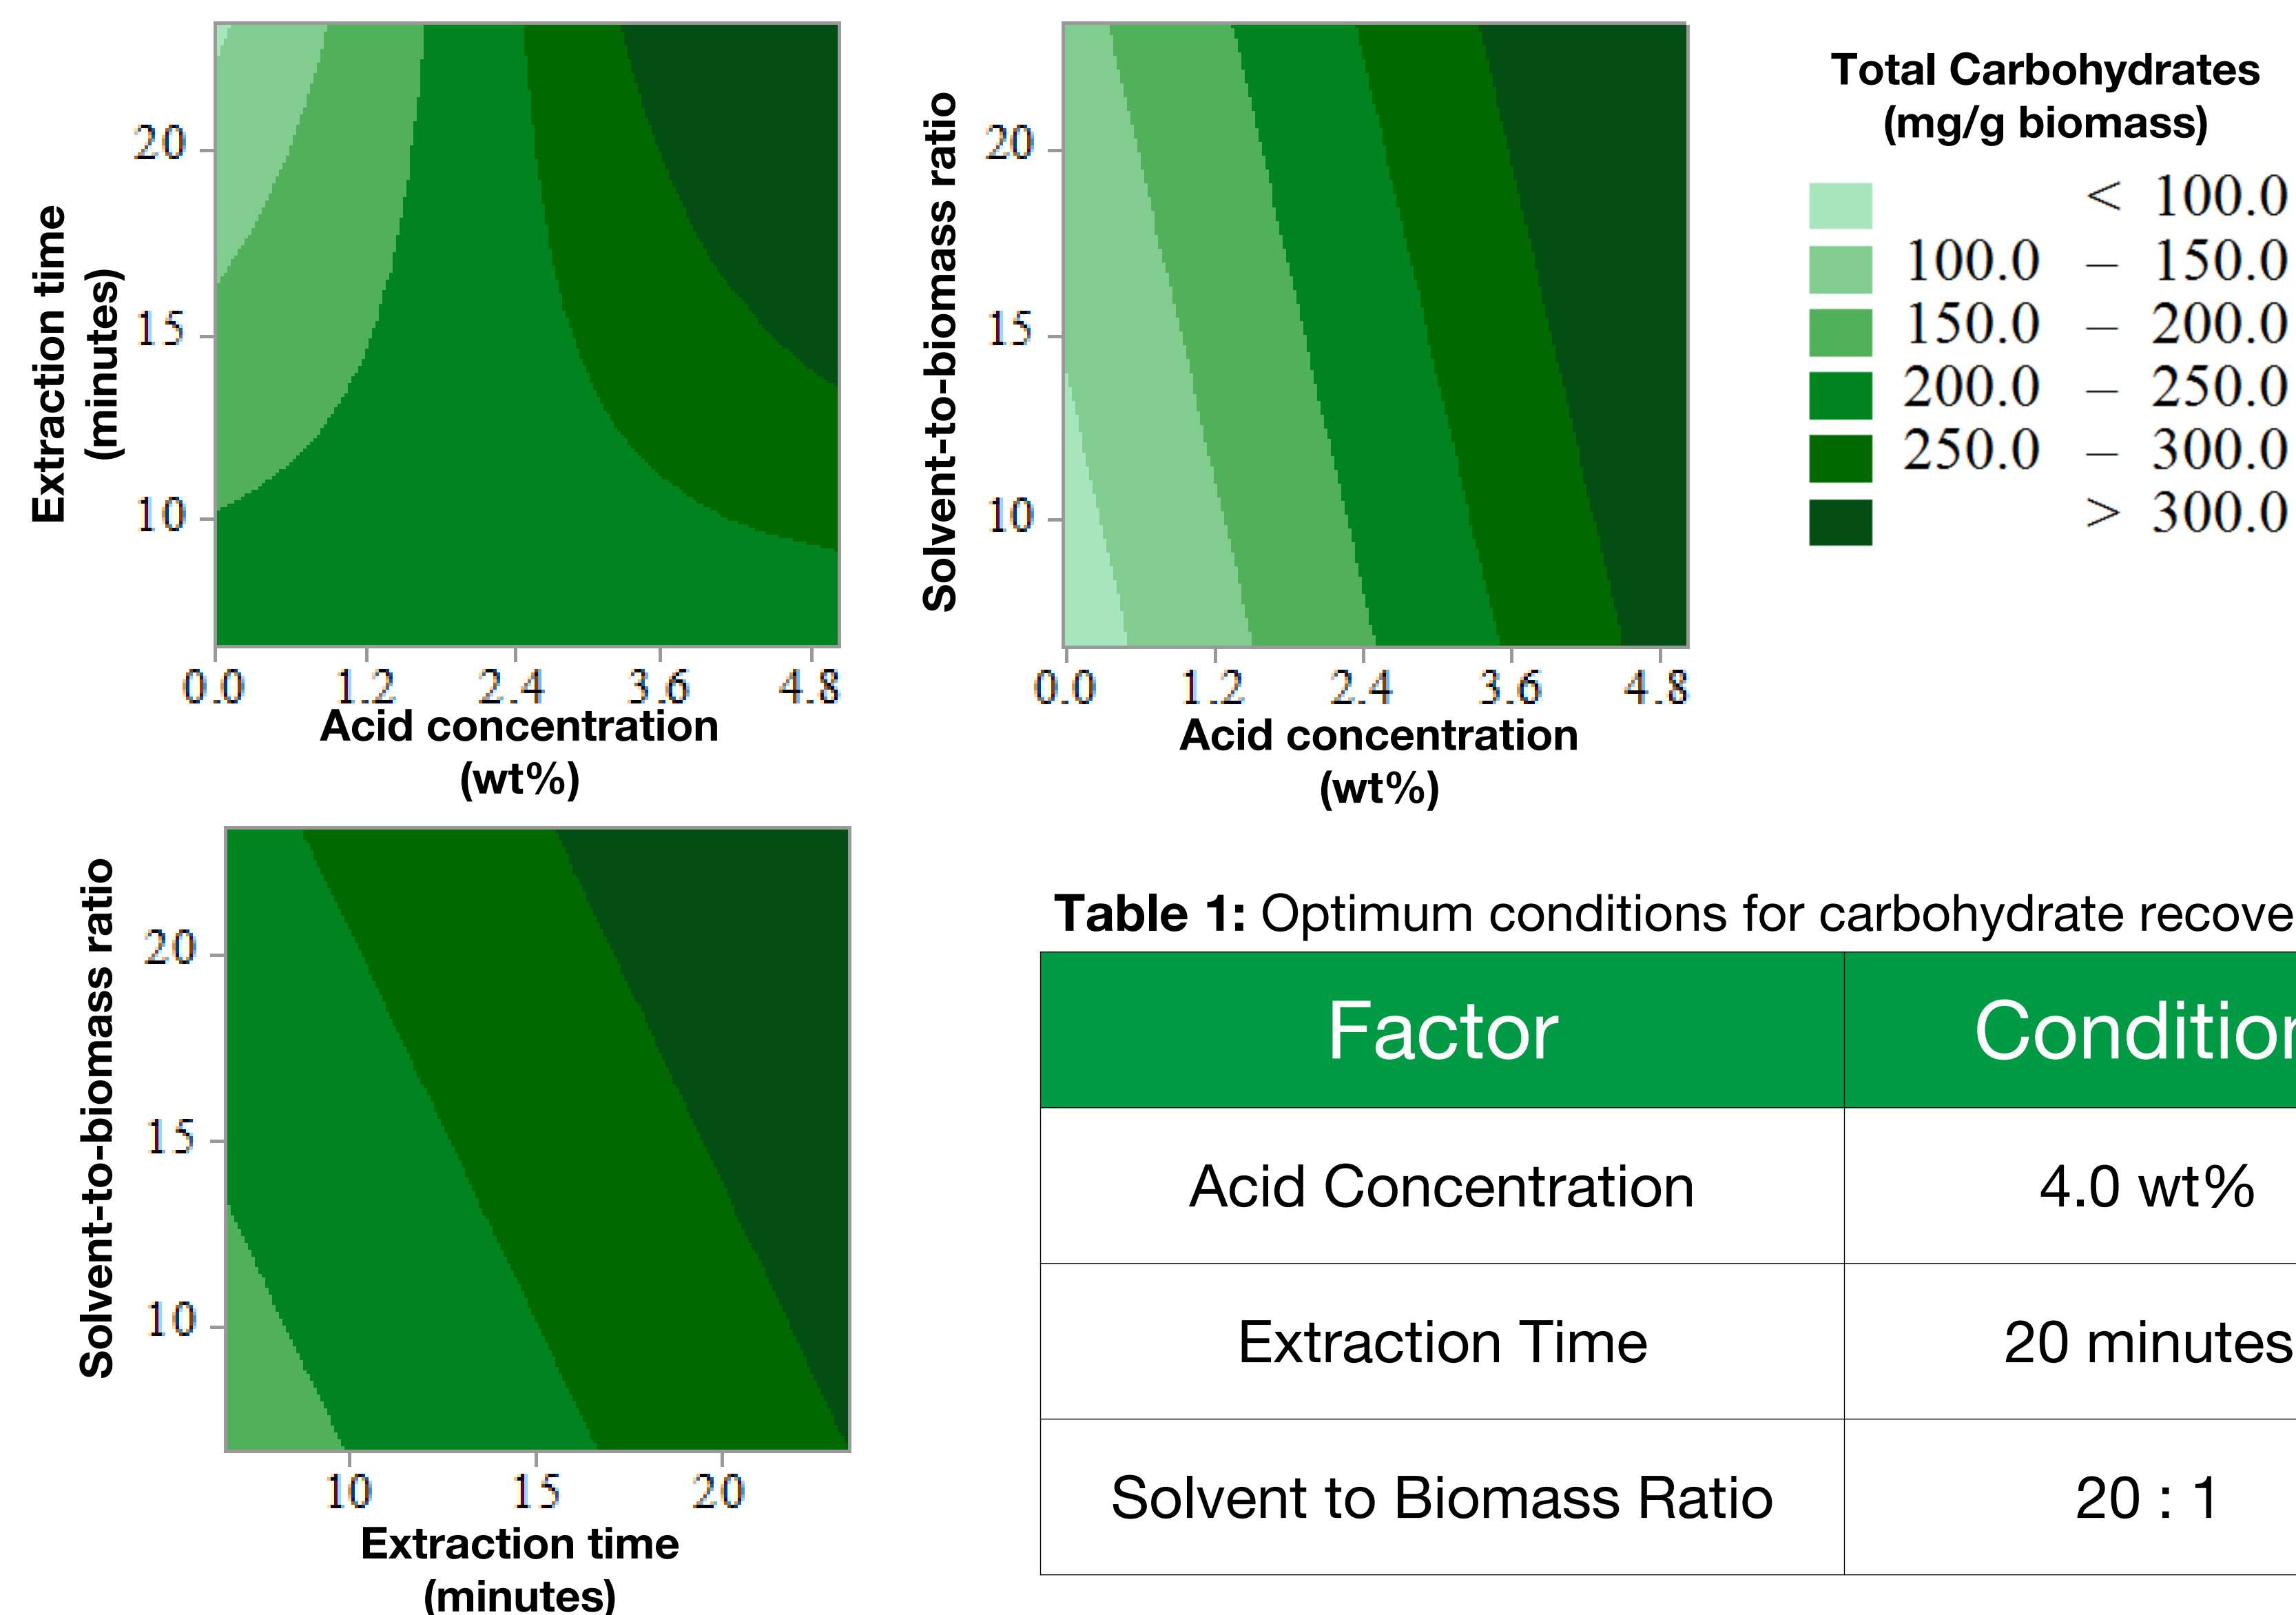 Extraction time
(minutes)
20
15
10
0.0 1.2 2.4 3.6 4.8
Acid concentration
(wt%)
Solvent-to-biomass ratio
20
15
10
0.0 1.2 2.4 3.6 4.8
Acid concentration
(wt%)
Total Carbohydrates
(mg/g biomass)
< 100.0
100.0 – 150.0
150.0 – 200.0
200.0 – 250.0
250.0 – 300.0
> 300.0
Solvent-to-biomass ratio
20
15
10
10 15 20
Extraction time
(minutes)
Table 1: Optimum conditions for carbohydrate recove
Factor Condition
Acid Concentration 4.0 wt%
Extraction Time 20 minutes
Solvent to Biomass Ratio 20 : 1